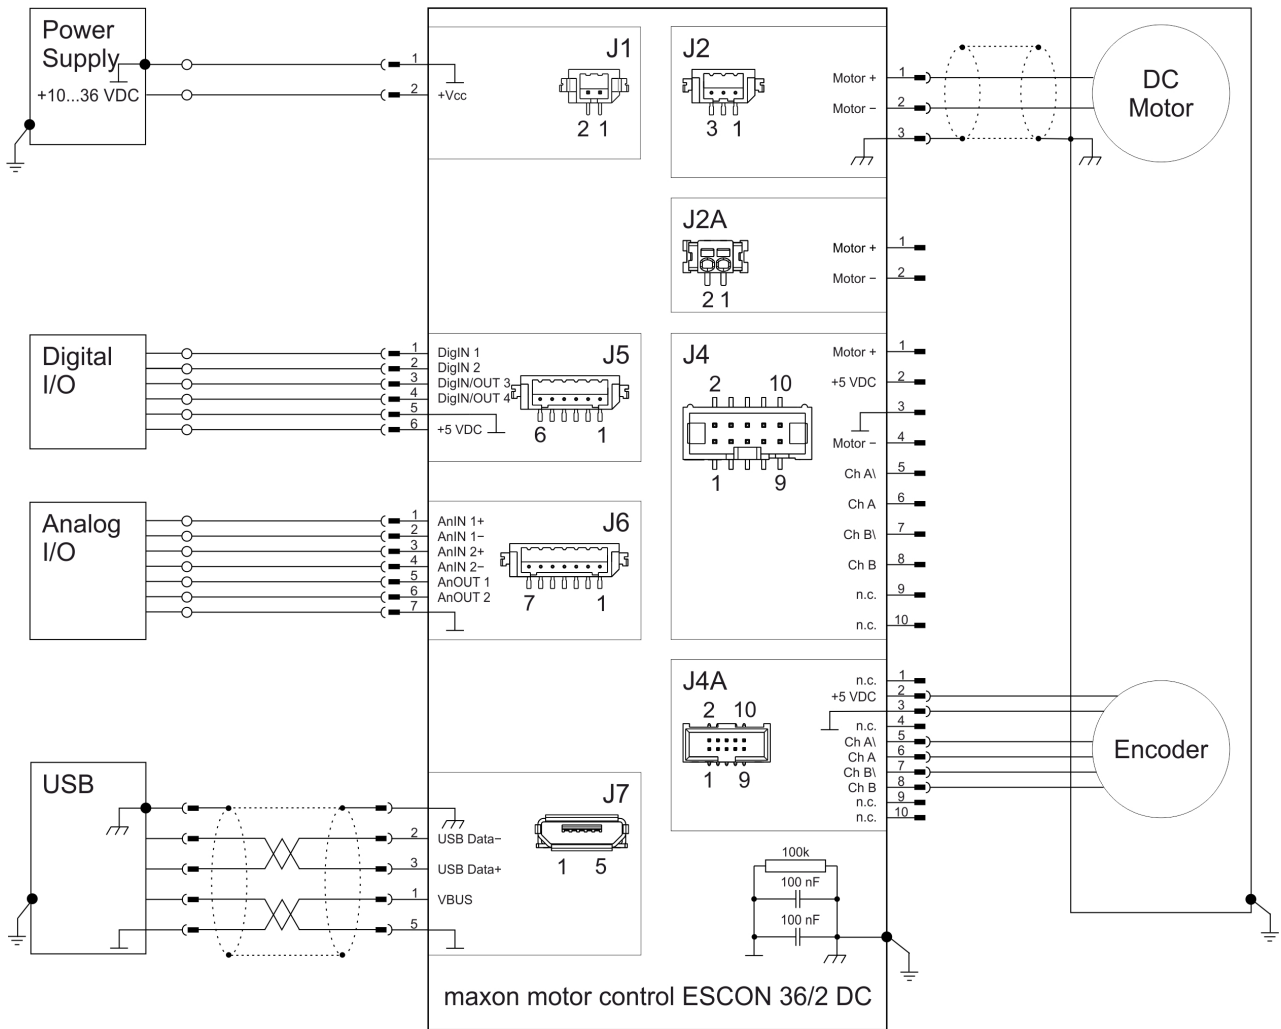 Power
Supply
+10...36 VDC
1
2
+Vcc
J1
2 1
J2
3 1
Motor +
1
Motor −
2
3
DC
Motor
J2A
2 1
Motor +
1
Motor −
2
Digital
I/O
1
DigIN 1
2
DigIN 2
3
DigIN/OUT 3
4
DigIN/OUT 4
5
6
+5 VDC
J5
6 1
J4
2 10
1 9
Motor +
1
+5 VDC
2
3
Motor −
4
Ch A\
5
Ch A
6
Ch B\
7
Ch B
8
n.c.
9
n.c.
10
Analog
I/O
1
AnIN 1+
2
AnIN 1−
3
AnIN 2+
4
AnIN 2−
5
AnOUT 1
6
AnOUT 2
7
J6
7 1
J4A
2 10
1 9
n.c.
1
+5 VDC
2
3
n.c.
4
Ch A\
5
Ch A
6
Ch B\
7
Ch B
8
n.c.
9
n.c.
10
Encoder
USB
2
USB Data−
3
USB Data+
1
VBUS
5
J7
1 5
100k
100 nF
100 nF
maxon motor control ESCON 36/2 DC